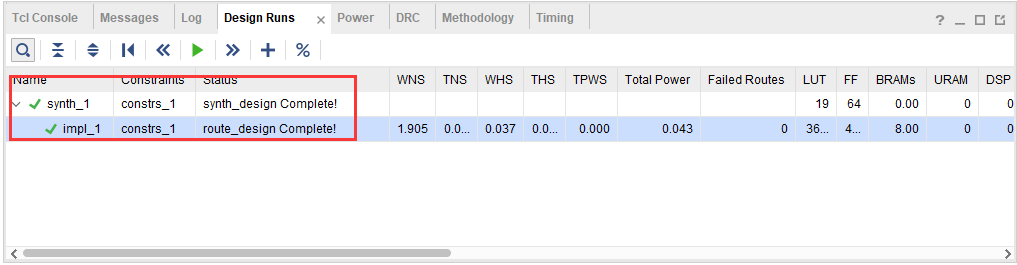 Tcl Console Messages Log Design Runs × Power DRC Methodology Timing ? _
%
Name Constraints Status WNS TNS WHS THS TPWS Total Power Failed Routes LUT FF BRAMs URAM DSP
synth_1 constrs_1 synth_design Complete! 19 64 0.00 0 0
impl_1 constrs_1 route_design Complete! 1.905 0.0... 0.037 0.0... 0.000 0.043 0 36... 4... 8.00 0 0